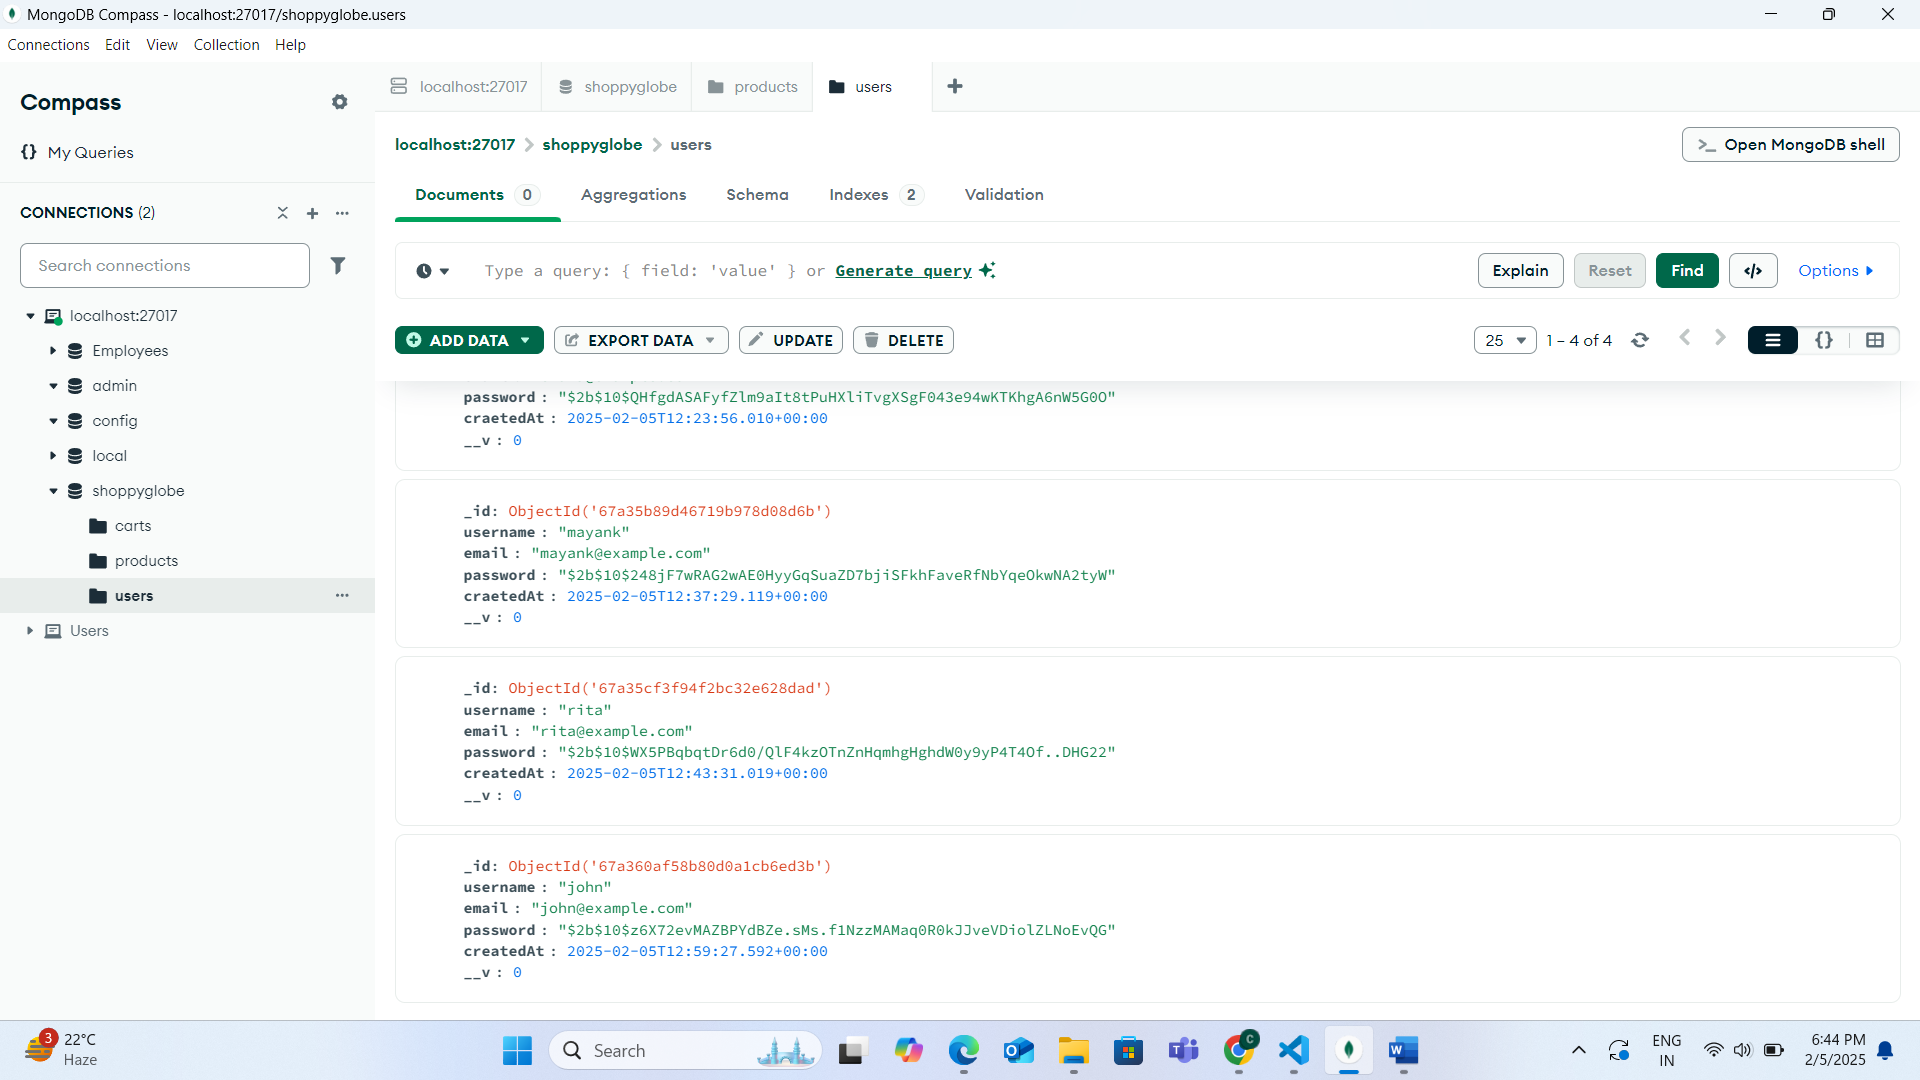 MongoDB Compass - localhost:27017/shoppyglobe.users
Connections Edit View Collection Help
Compass
My Queries
CONNECTIONS (2)
Search connections
localhost:27017
Employees
admin
config
local
shoppyglobe
carts
products
users
Users
localhost:27017 shoppyglobe products users
localhost:27017 > shoppyglobe > users
>_ Open MongoDB shell
Documents 0 Aggregations Schema Indexes 2 Validation
Type a query: { field: 'value' } or Generate query
Explain Reset Find </> Options
ADD DATA EXPORT DATA UPDATE DELETE
25 1 – 4 of 4 {}
password : "$2b$10$QHfgdASAFyfZlm9aIt8tPuHXliTvgXSgF043e94wKTKhgA6nW5G0O"
craetedAt : 2025-02-05T12:23:56.010+00:00
__v : 0
_id: ObjectId('67a35b89d46719b978d08d6b')
username : "mayank"
email : "mayank@example.com"
password : "$2b$10$248jF7wRAG2wAE0HyyGqSuaZD7bjiSFkhFaveRfNbYqeOkwNA2tyW"
craetedAt : 2025-02-05T12:37:29.119+00:00
__v : 0
_id: ObjectId('67a35cf3f94f2bc32e628dad')
username : "rita"
email : "rita@example.com"
password : "$2b$10$WX5PBqbqtDr6d0/QlF4kzOTnZnHqmhgHghdW0y9yP4T4Of..DHG22"
createdAt : 2025-02-05T12:43:31.019+00:00
__v : 0
_id: ObjectId('67a360af58b80d0a1cb6ed3b')
username : "john"
email : "john@example.com"
password : "$2b$10$z6X72evMAZBPYdBZe.sMs.f1NzzMAMaq0R0kJJveVDiolZLNoEvQG"
createdAt : 2025-02-05T12:59:27.592+00:00
__v : 0
3
22°C
Haze
Search
C
ENG
IN
6:44 PM
2/5/2025